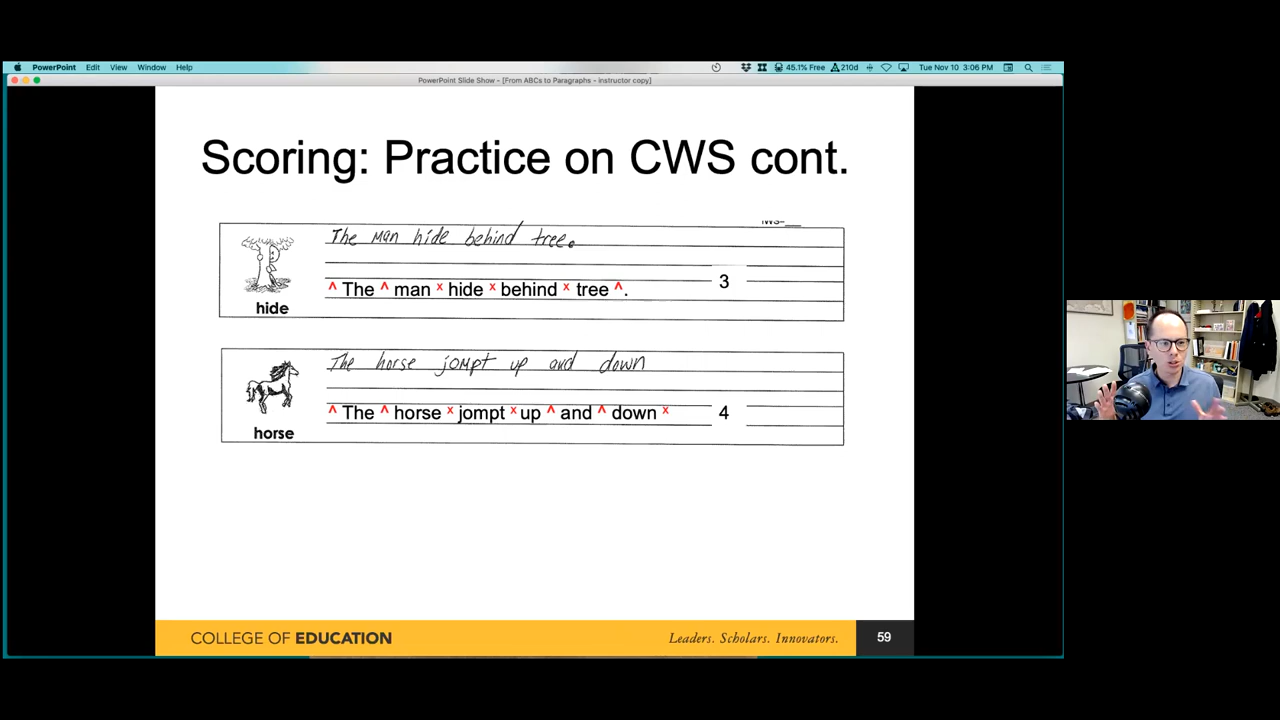 PowerPoint Edit View Window Help 45.1% Free 210d Tue Nov 10 3:06 PM
PowerPoint Slide Show - [From ABCs to Paragraphs - instructor copy]
Scoring: Practice on CWS cont.
The man hide behind tree.
^ The ^ man x hide x behind x tree ^. 3
hide
The horse jompt up and down
^ The ^ horse x jompt x up ^ and ^ down x 4
horse
COLLEGE OF EDUCATION Leaders. Scholars. Innovators. 59